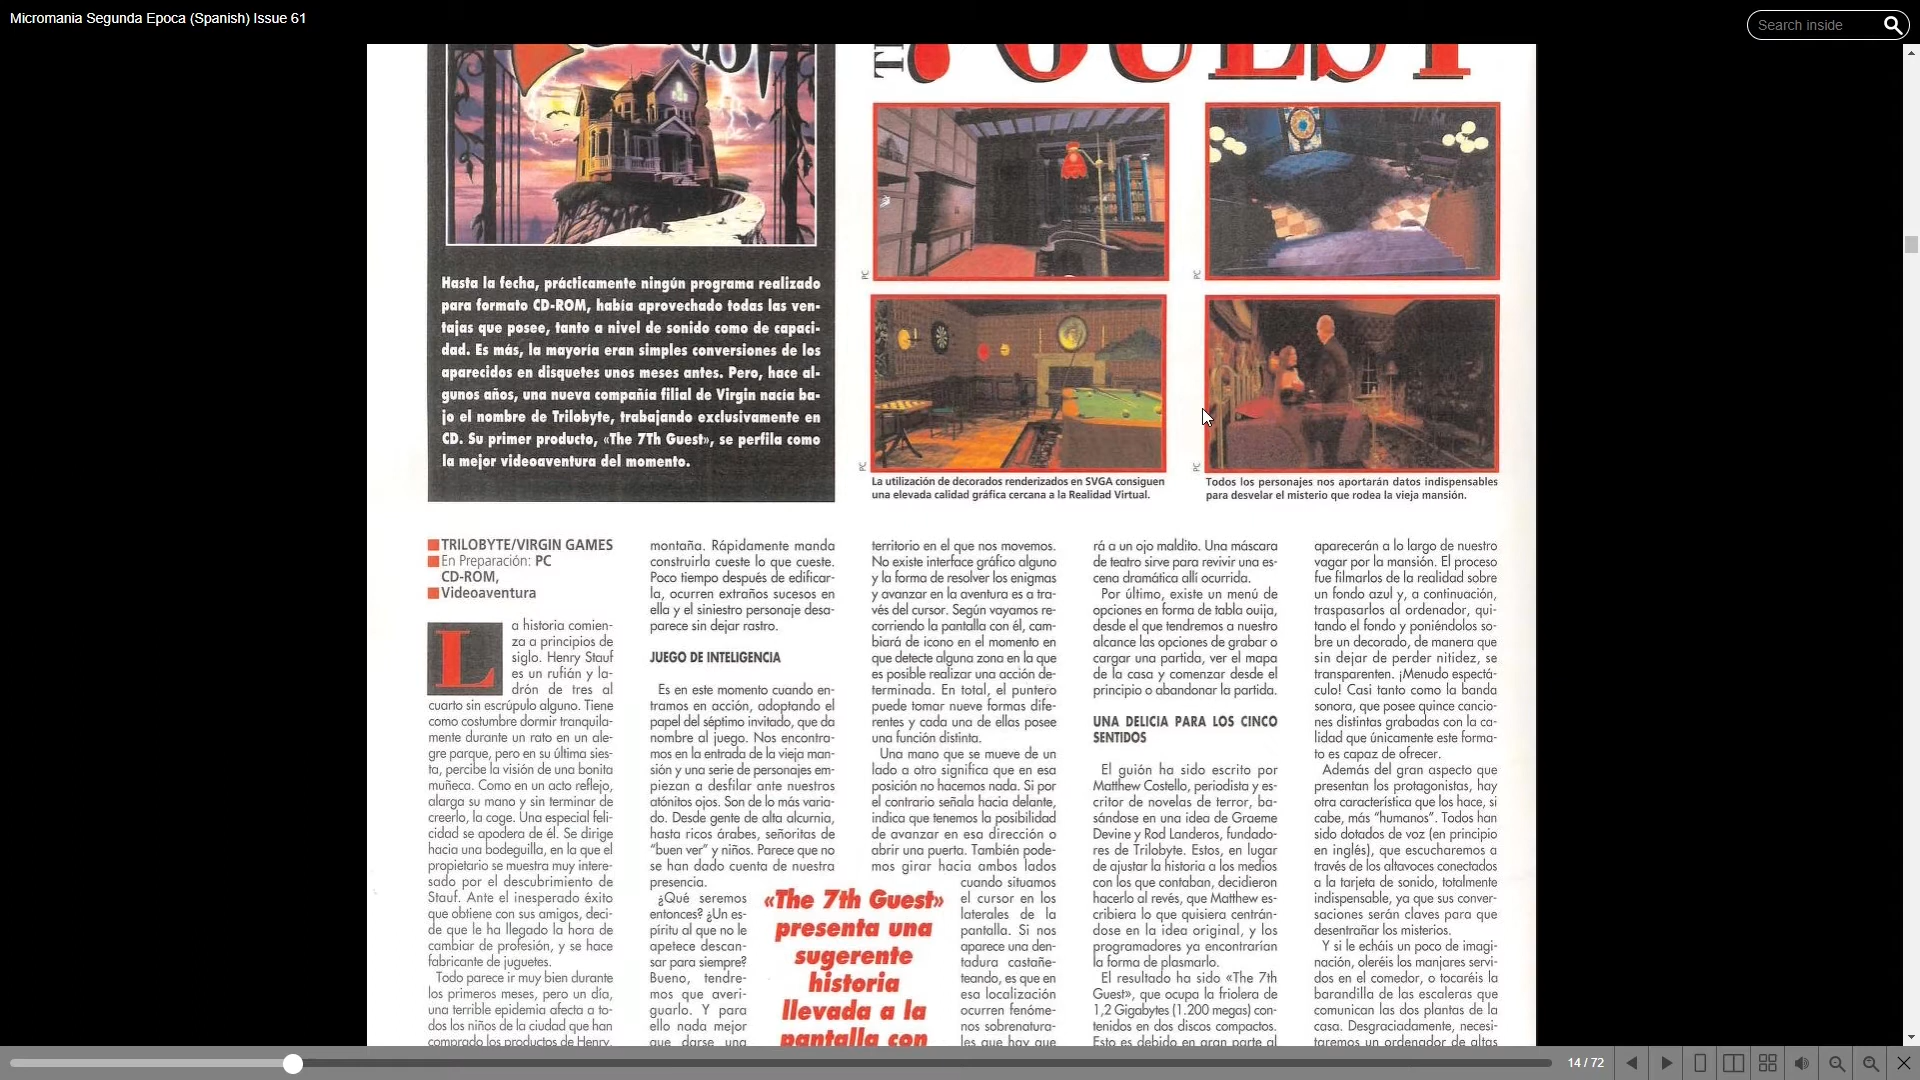 Micromania Segunda Epoca (Spanish) Issue 61
Search inside
GUEST
PC
PC
PC
PC
Hasta la fecha, prácticamente ningún programa realizado
para formato CD-ROM, había aprovechado todas las ven-
tajas que posee, tanto a nivel de sonido como de capaci-
dad. Es más, la mayoría eran simples conversiones de los
aparecidos en disquetes unos meses antes. Pero, hace al-
gunos años, una nueva compañía filial de Virgin nacía ba-
jo el nombre de Trilobyte, trabajando exclusivamente en
CD. Su primer producto, «The 7Th Guest», se perfila como
la mejor videoaventura del momento.
La utilización de decorados renderizados en SVGA consiguen
una elevada calidad gráfica cercana a la Realidad Virtual.
Todos los personajes nos aportarán datos indispensables
para desvelar el misterio que rodea la vieja mansión.
TRILOBYTE/VIRGIN GAMES
En Preparación: PC
CD-ROM,
Videoaventura
La historia comien-
za a principios de
siglo. Henry Stauf
es un rufián y la-
drón de tres al
cuarto sin escrúpulo alguno. Tiene
como costumbre dormir tranquila-
mente durante un rato en un ale-
gre parque, pero en su última sies-
ta, percibe la visión de una bonita
muñeca. Como en un acto reflejo,
alarga su mano y sin terminar de
creerlo, la coge. Una especial feli-
cidad se apodera de él. Se dirige
hacia una bodeguilla, en la que el
propietario se muestra muy intere-
sado por el descubrimiento de
Stauf. Ante el inesperado éxito
que obtiene con sus amigos, deci-
de que le ha llegado la hora de
cambiar de profesión, y se hace
fabricante de juguetes.
Todo parece ir muy bien durante
los primeros meses, pero un día,
una terrible epidemia afecta a to-
dos los niños de la ciudad que han
comprado los productos de Henry.
montaña. Rápidamente manda
construirla cueste lo que cueste.
Poco tiempo después de edificar-
la, ocurren extraños sucesos en
ella y el siniestro personaje desa-
parece sin dejar rastro.
JUEGO DE INTELIGENCIA
Es en este momento cuando en-
tramos en acción, adoptando el
papel del séptimo invitado, que da
nombre al juego. Nos encontra-
mos en la entrada de la vieja man-
sión y una serie de personajes em-
piezan a desfilar ante nuestros
atónitos ojos. Son de lo más varia-
do. Desde gente de alta alcurnia,
hasta ricos árabes, señoritas de
“buen ver” y niños. Parece que no
se han dado cuenta de nuestra
presencia.
¿Qué seremos
entonces? ¿Un es-
píritu al que no le
apetece descan-
sar para siempre?
Bueno, tendre-
mos que averi-
guarlo. Y para
ello nada mejor
que darse una
«The 7th Guest»
presenta una
sugerente
historia
llevada a la
pantalla con
territorio en el que nos movemos.
No existe interface gráfico alguno
y la forma de resolver los enigmas
y avanzar en la aventura es a tra-
vés del cursor. Según vayamos re-
corriendo la pantalla con él, cam-
biará de icono en el momento en
que detecte alguna zona en la que
es posible realizar una acción de-
terminada. En total, el puntero
puede tomar nueve formas dife-
rentes y cada una de ellas posee
una función distinta.
Una mano que se mueve de un
lado a otro significa que en esa
posición no hacemos nada. Si por
el contrario señala hacia delante,
indica que tenemos la posibilidad
de avanzar en esa dirección o
abrir una puerta. También pode-
mos girar hacia ambos lados
cuando situamos
el cursor en los
laterales de la
pantalla. Si nos
aparece una den-
tadura castañe-
teando, es que en
esa localización
ocurren fenóme-
nos sobrenatura-
les que hay que
rá a un ojo maldito. Una máscara
de teatro sirve para revivir una es-
cena dramática allí ocurrida.
Por último, existe un menú de
opciones en forma de tabla ouija,
desde el que tendremos a nuestro
alcance las opciones de grabar o
cargar una partida, ver el mapa
de la casa y comenzar desde el
principio o abandonar la partida.
UNA DELICIA PARA LOS CINCO
SENTIDOS
El guión ha sido escrito por
Matthew Costello, periodista y es-
critor de novelas de terror, ba-
sándose en una idea de Graeme
Devine y Rod Landeros, fundado-
res de Trilobyte. Estos, en lugar
de ajustar la historia a los medios
con los que contaban, decidieron
hacerlo al revés, que Matthew es-
cribiera lo que quisiera centrán-
dose en la idea original, y los
programadores ya encontrarían
la forma de plasmarlo.
El resultado ha sido «The 7th
Guest», que ocupa la friolera de
1,2 Gigabytes (1.200 megas) con-
tenidos en dos discos compactos.
Esto es debido en gran parte al
aparecerán a lo largo de nuestro
vagar por la mansión. El proceso
fue filmarlos de la realidad sobre
un fondo azul y, a continuación,
traspasarlos al ordenador, qui-
tando el fondo y poniéndolos so-
bre un decorado, de manera que
sin dejar de perder nitidez, se
transparenten. ¡Menudo espectá-
culo! Casi tanto como la banda
sonora, que posee quince cancio-
nes distintas grabadas con la ca-
lidad que únicamente este forma-
to es capaz de ofrecer.
Además del gran aspecto que
presentan los protagonistas, hay
otra característica que los hace, si
cabe, más “humanos”. Todos han
sido dotados de voz (en principio
en inglés), que escucharemos a
través de los altavoces conectados
a la tarjeta de sonido, totalmente
indispensable, ya que sus conver-
saciones serán claves para que
desentrañar los misterios.
Y si le echáis un poco de imagi-
nación, oleréis los manjares servi-
dos en el comedor, o tocaréis la
barandilla de las escaleras que
comunican las dos plantas de la
casa. Desgraciadamente, necesi-
taremos un ordenador de altas
14 / 72